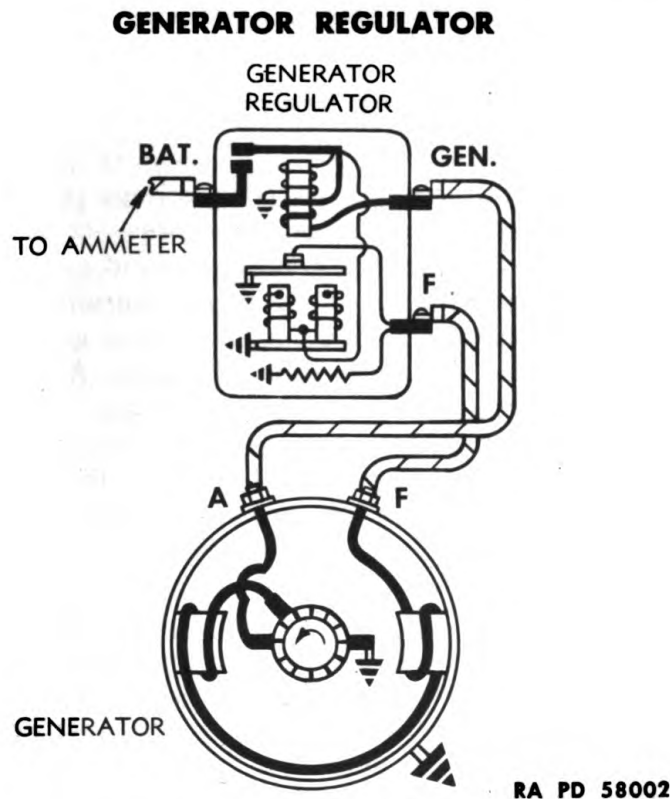 GENERATOR REGULATOR
GENERATOR
REGULATOR
BAT.
GEN.
TO AMMETER
F
A
F
GENERATOR
RA PD 58002